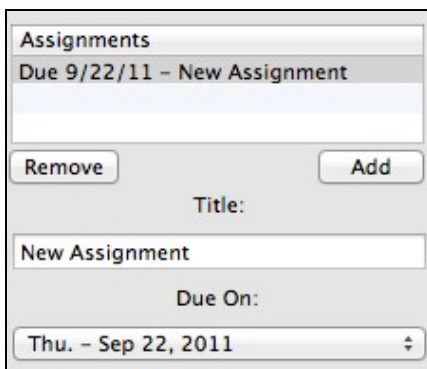 Assignments
Due 9/22/11 – New Assignment
Remove Add
Title:
New Assignment
Due On:
Thu. – Sep 22, 2011